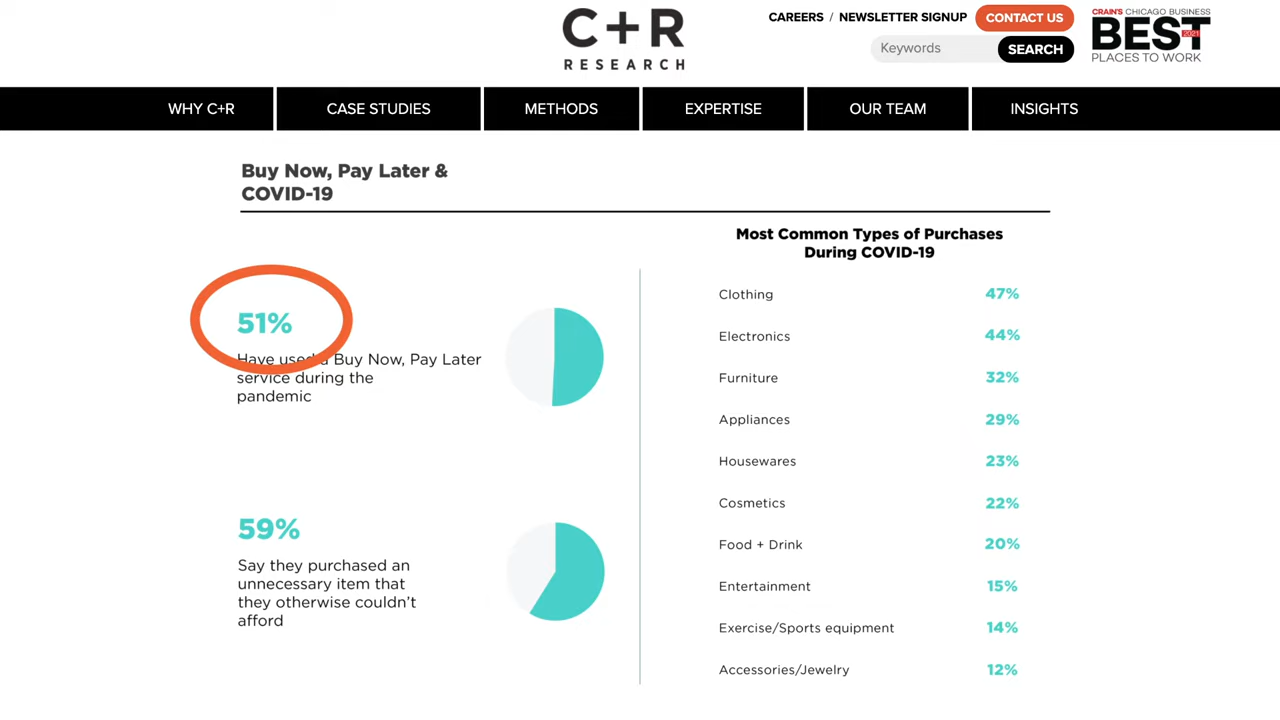 C+R
RESEARCH
CAREERS / NEWSLETTER SIGNUP
CONTACT US
Keywords
SEARCH
CRAIN'S CHICAGO BUSINESS
BEST
2021
PLACES TO WORK
WHY C+R
CASE STUDIES
METHODS
EXPERTISE
OUR TEAM
INSIGHTS
Buy Now, Pay Later &
COVID-19
51%
Have used a Buy Now, Pay Later
service during the
pandemic
59%
Say they purchased an
unnecessary item that
they otherwise couldn't
afford
Most Common Types of Purchases
During COVID-19
Clothing 47%
Electronics 44%
Furniture 32%
Appliances 29%
Housewares 23%
Cosmetics 22%
Food + Drink 20%
Entertainment 15%
Exercise/Sports equipment 14%
Accessories/Jewelry 12%